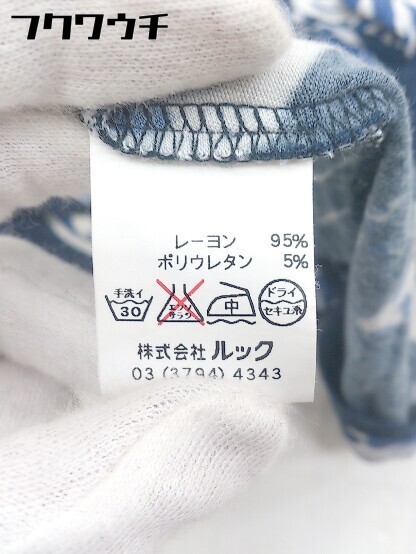 フクワウチ
レーヨン 95%
ポリウレタン 5%
手洗イ 30 エンソサラシ 中 ドライ セキユ系
株式会社 ルック
03 (3794) 4343